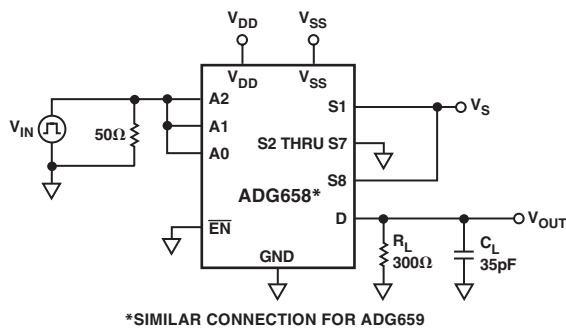 VDD VSS
VDD VSS
A2 S1 VS
VIN 50Ω A1
S2 THRU S7
A0
S8
ADG658*
D VOUT
EN
RL CL
300Ω 35pF
GND
*SIMILAR CONNECTION FOR ADG659